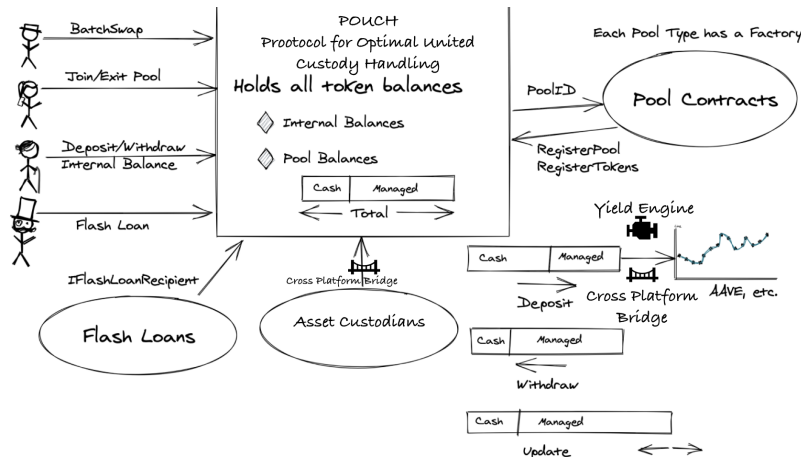 POUCH
Prootocol for Optimal United
Custody Handling
Holds all token balances
Internal Balances
Pool Balances
Cash Managed
Total
BatchSwap
Join/Exit Pool
Deposit/Withdraw
Internal Balance
Flash Loan
IFlashLoanRecipient
Flash Loans
Cross Platform Bridge
Asset Custodians
Each Pool Type has a Factory
PoolID
Pool Contracts
RegisterPool
RegisterTokens
Yield Engine
Cash Managed
Deposit
Cross Platform
Bridge
AAVE, etc.
Cash Managed
Withdraw
Cash Managed
Update